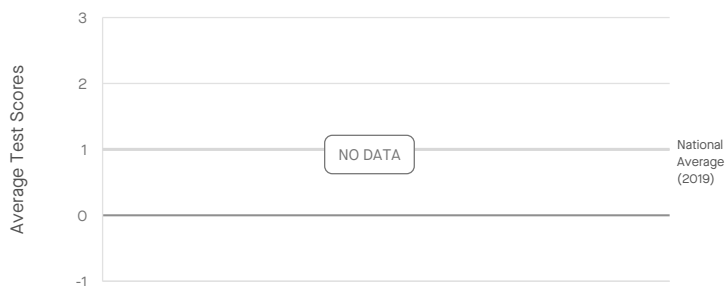 3
2
Average Test Scores
NO DATA
1
National
Average
(2019)
0
-1